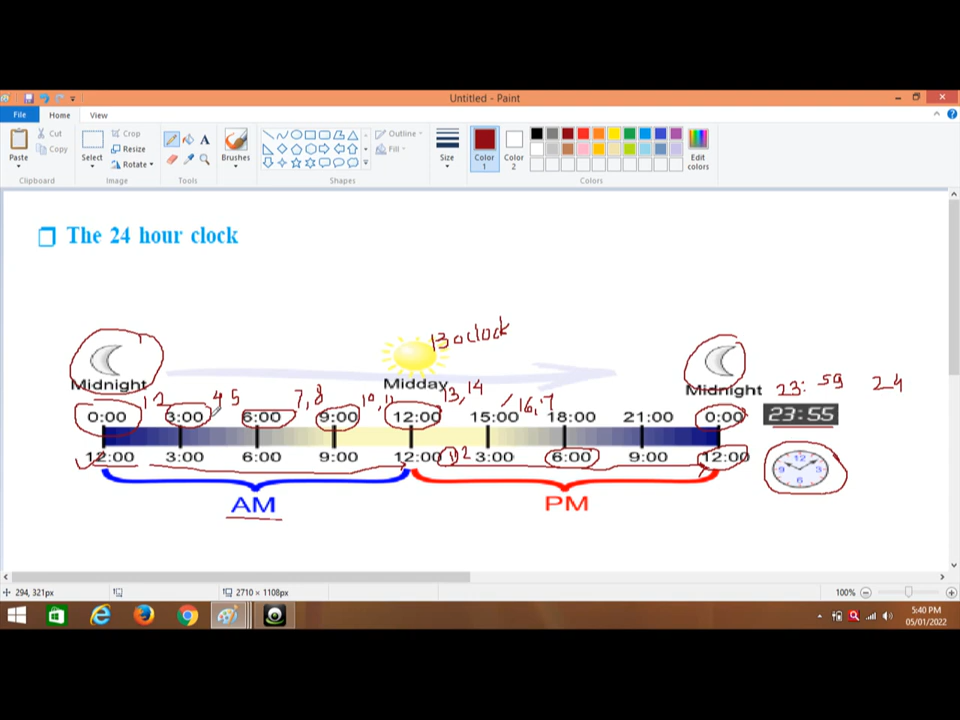 Untitled - Paint
File Home View
Paste Cut Copy Select Crop Resize Rotate Brushes Outline Fill Size Color 1 Color 2 Edit colors
Clipboard Image Tools Shapes Colors
The 24 hour clock
13 o clock
Midnight Midday Midnight 23: 59 24
1 2 4 5 7, 8 10, 11 13, 14 16, 17
0:00 3:00 6:00 9:00 12:00 15:00 18:00 21:00 0:00 23:55
12:00 3:00 6:00 9:00 12:00 1 2 3:00 6:00 9:00 12:00
12 9 3 6
AM PM
294, 321px 2710 × 1108px 100%
5:40 PM
05/01/2022